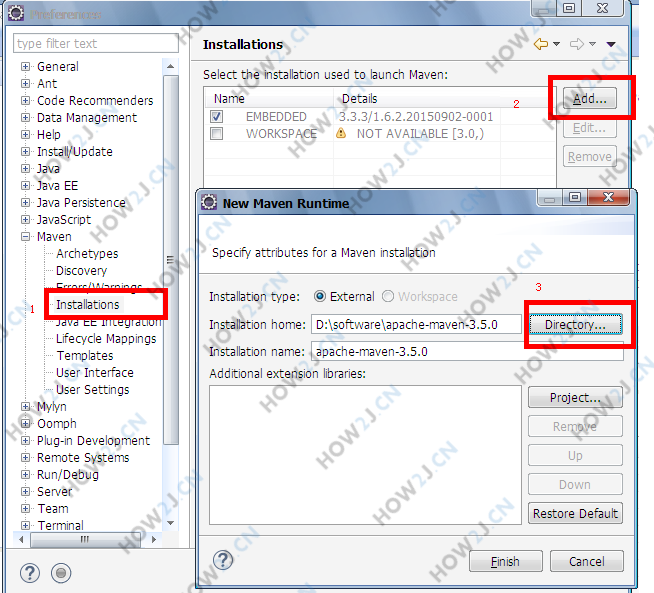 Preferences
type filter text
General
Ant
Code Recommenders
Data Management
Help
Install/Update
Java
Java EE
Java Persistence
JavaScript
Maven
Archetypes
Discovery
Errors/Warnings
1
Installations
Java EE Integration
Lifecycle Mappings
Templates
User Interface
User Settings
Mylyn
Oomph
Plug-in Development
Remote Systems
Run/Debug
Server
Team
Terminal
Installations
Select the installation used to launch Maven:
Name Details
EMBEDDED 3.3.3/1.6.2.20150902-0001
WORKSPACE NOT AVAILABLE [3.0,)
2
Add...
Edit...
Remove
New Maven Runtime
Specify attributes for a Maven installation
3
Installation type: External Workspace
Installation home: D:\software\apache-maven-3.5.0 Directory...
Installation name: apache-maven-3.5.0
Additional extension libraries:
Project...
Remove
Up
Down
Restore Default
Finish Cancel
HOW2J.CN